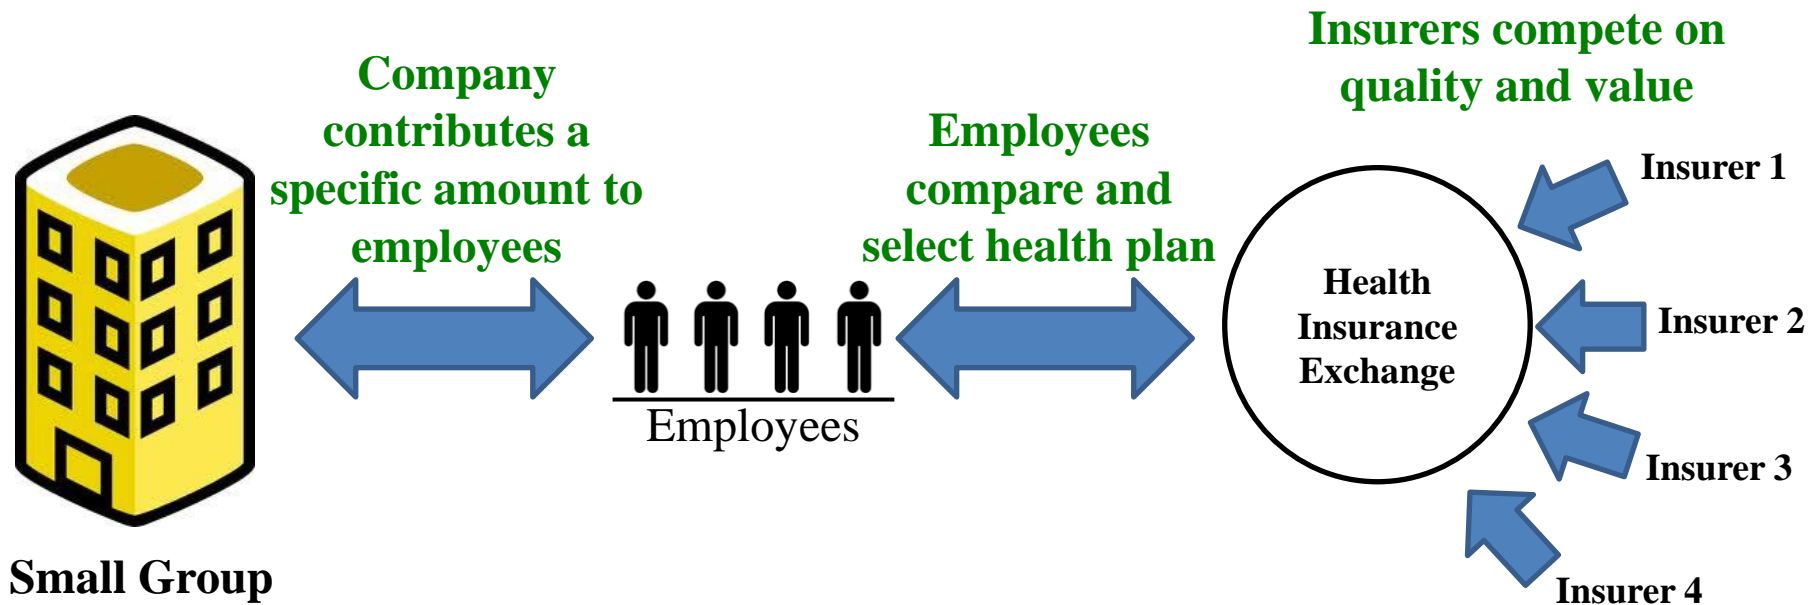 Company
contributes a
specific amount to
employees
Employees
compare and
select health plan
Insurers compete on
quality and value
Small Group
Employees
Health
Insurance
Exchange
Insurer 1
Insurer 2
Insurer 3
Insurer 4